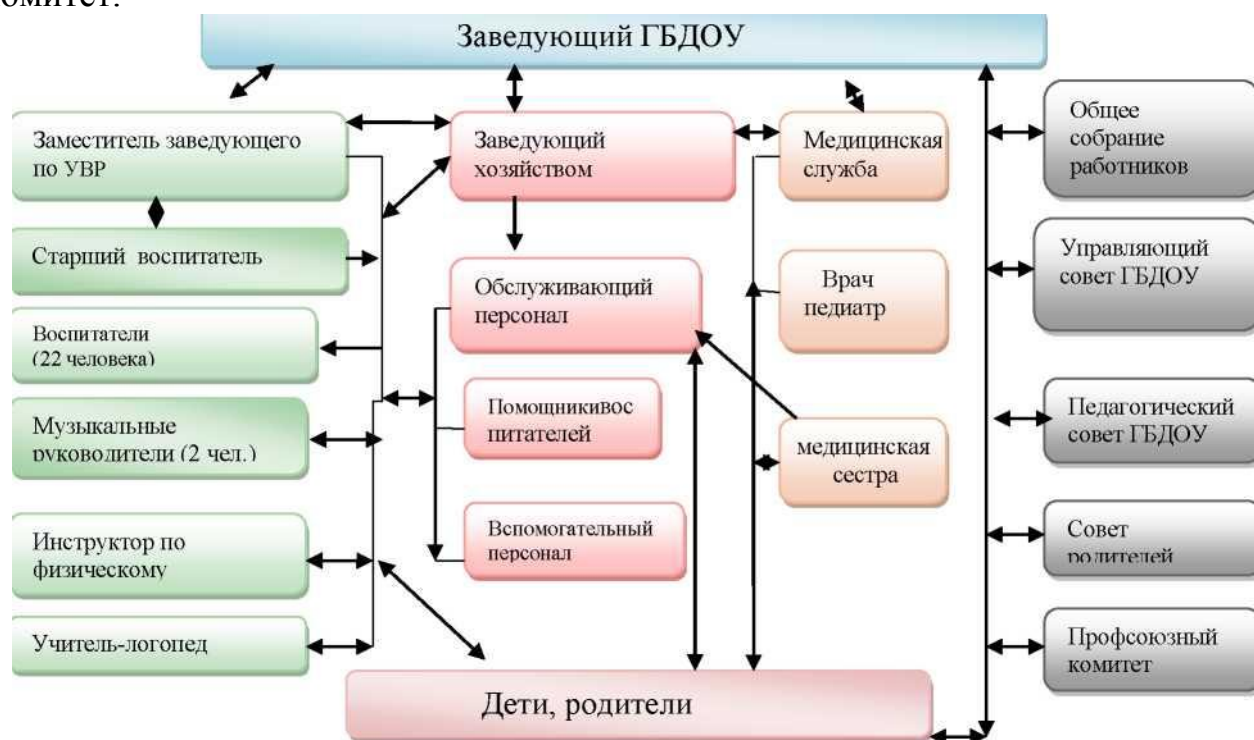 омитет.
Заведующий ГБДОУ
Заместитель заведующего
по УВР
Заведующий
хозяйством
Медицинская
служба
Общее
собрание
работников
Старший воспитатель
Обслуживающий
персонал
Врач
педиатр
Управляющий
совет ГБДОУ
Воспитатели
(22 человека)
Музыкальные
руководители (2 чел.)
Помощникивос
питателей
медицинская
сестра
Педагогический
совет ГБДОУ
Инструктор по
физическому
Вспомогательный
персонал
Совет
родителей
Учитель-логопед
Профсоюзный
комитет
Дети, родители